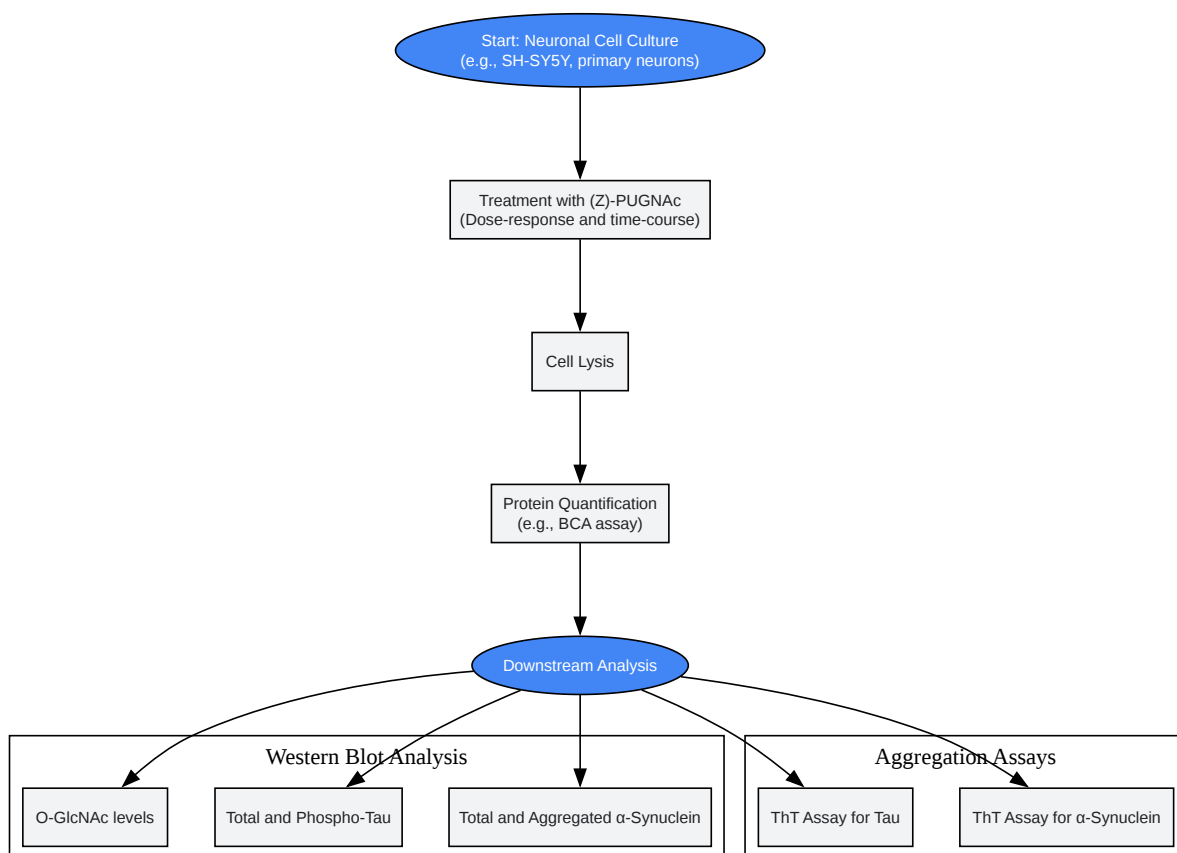 Start: Neuronal Cell Culture
(e.g., SH-SY5Y, primary neurons)
Treatment with (Z)-PUGNAc
(Dose-response and time-course)
Cell Lysis
Protein Quantification
(e.g., BCA assay)
Downstream Analysis
Western Blot Analysis
Aggregation Assays
O-GlcNAc levels
Total and Phospho-Tau
Total and Aggregated α-Synuclein
ThT Assay for Tau
ThT Assay for α-Synuclein